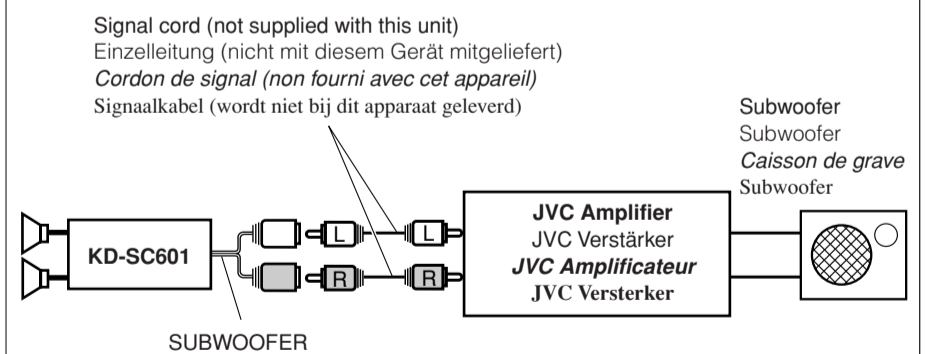 Signal cord (not supplied with this unit)
Einzelleitung (nicht mit diesem Gerät mitgeliefert)
Cordon de signal (non fourni avec cet appareil)
Signaalkabel (wordt niet bij dit apparaat geleverd)
Subwoofer
Subwoofer
Caisson de grave
Subwoofer
KD-SC601
L
L
R
R
JVC Amplifier
JVC Verstärker
JVC Amplificateur
JVC Versterker
SUBWOOFER